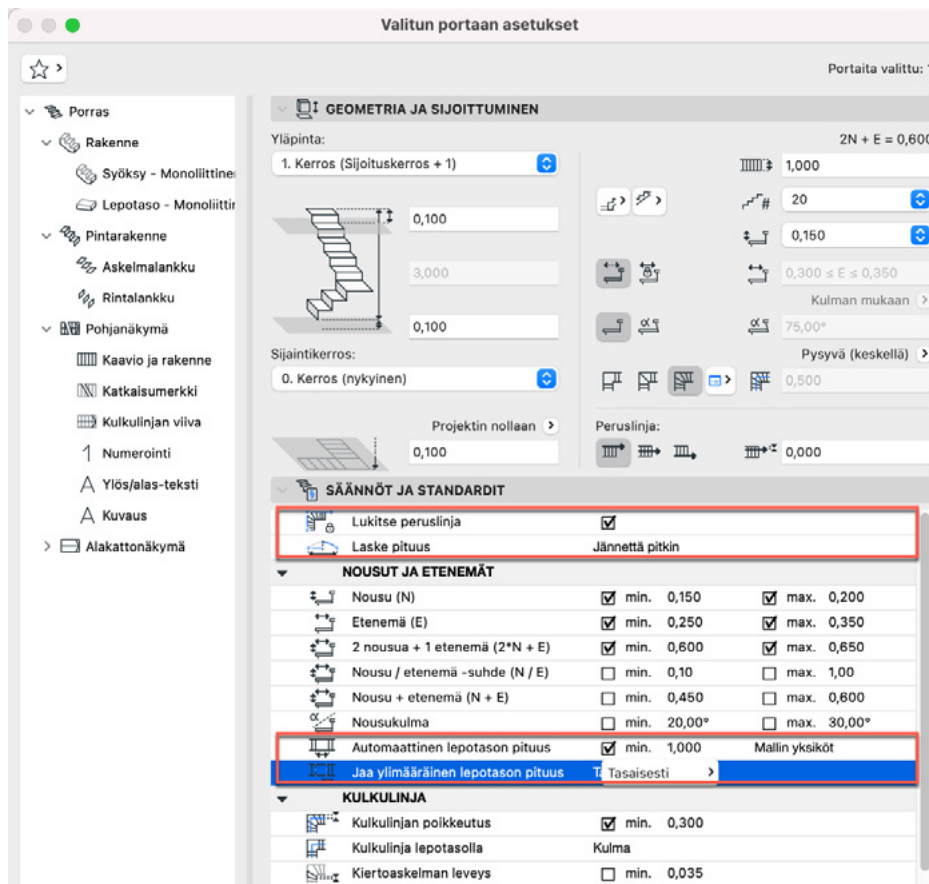 Valitun portaan asetukset
Portaita valittu:
Porras
Rakenne
Syöksy - Monoliittine
Lepotaso - Monoliittir
Pintarakenne
Askelmalankku
Rintalankku
Pohjanäkymä
Kaavio ja rakenne
Katkaisumerkki
Kulkulinjan viiva
1 Numerointi
A Ylös/alas-teksti
A Kuvaus
Alakattonäkymä
GEOMETRIA JA SIJOITTUMINEN
Yläpinta:
1. Kerros (Sijoituskerros + 1)
0,100
3,000
0,100
Sijaintikerros:
0. Kerros (nykyinen)
Projektin nollaan
0,100
2N + E = 0,600
1,000
# 20
0,150
0,300 ≤ E ≤ 0,350
Kulman mukaan
α α 75,00°
Pysyvä (keskellä)
0,500
Peruslinja:
0,000
SÄÄNNÖT JA STANDARDIT
Lukitse peruslinja
Laske pituus Jännettä pitkin
NOUSUT JA ETENEMÄT
Nousu (N) min. 0,150 max. 0,200
Etenemä (E) min. 0,250 max. 0,350
2 nousua + 1 etenemä (2*N + E) min. 0,600 max. 0,650
Nousu / etenemä -suhde (N / E) min. 0,10 max. 1,00
Nousu + etenemä (N + E) min. 0,450 max. 0,600
α Nousukulma min. 20,00° max. 30,00°
Automaattinen lepotason pituus min. 1,000 Mallin yksiköt
Jaa ylimääräinen lepotason pituus Tasaisesti
KULKULINJA
Kulkulinjan poikkeutus min. 0,300
Kulkulinja lepotasolla Kulma
Kiertoaskelman leveys min. 0,035